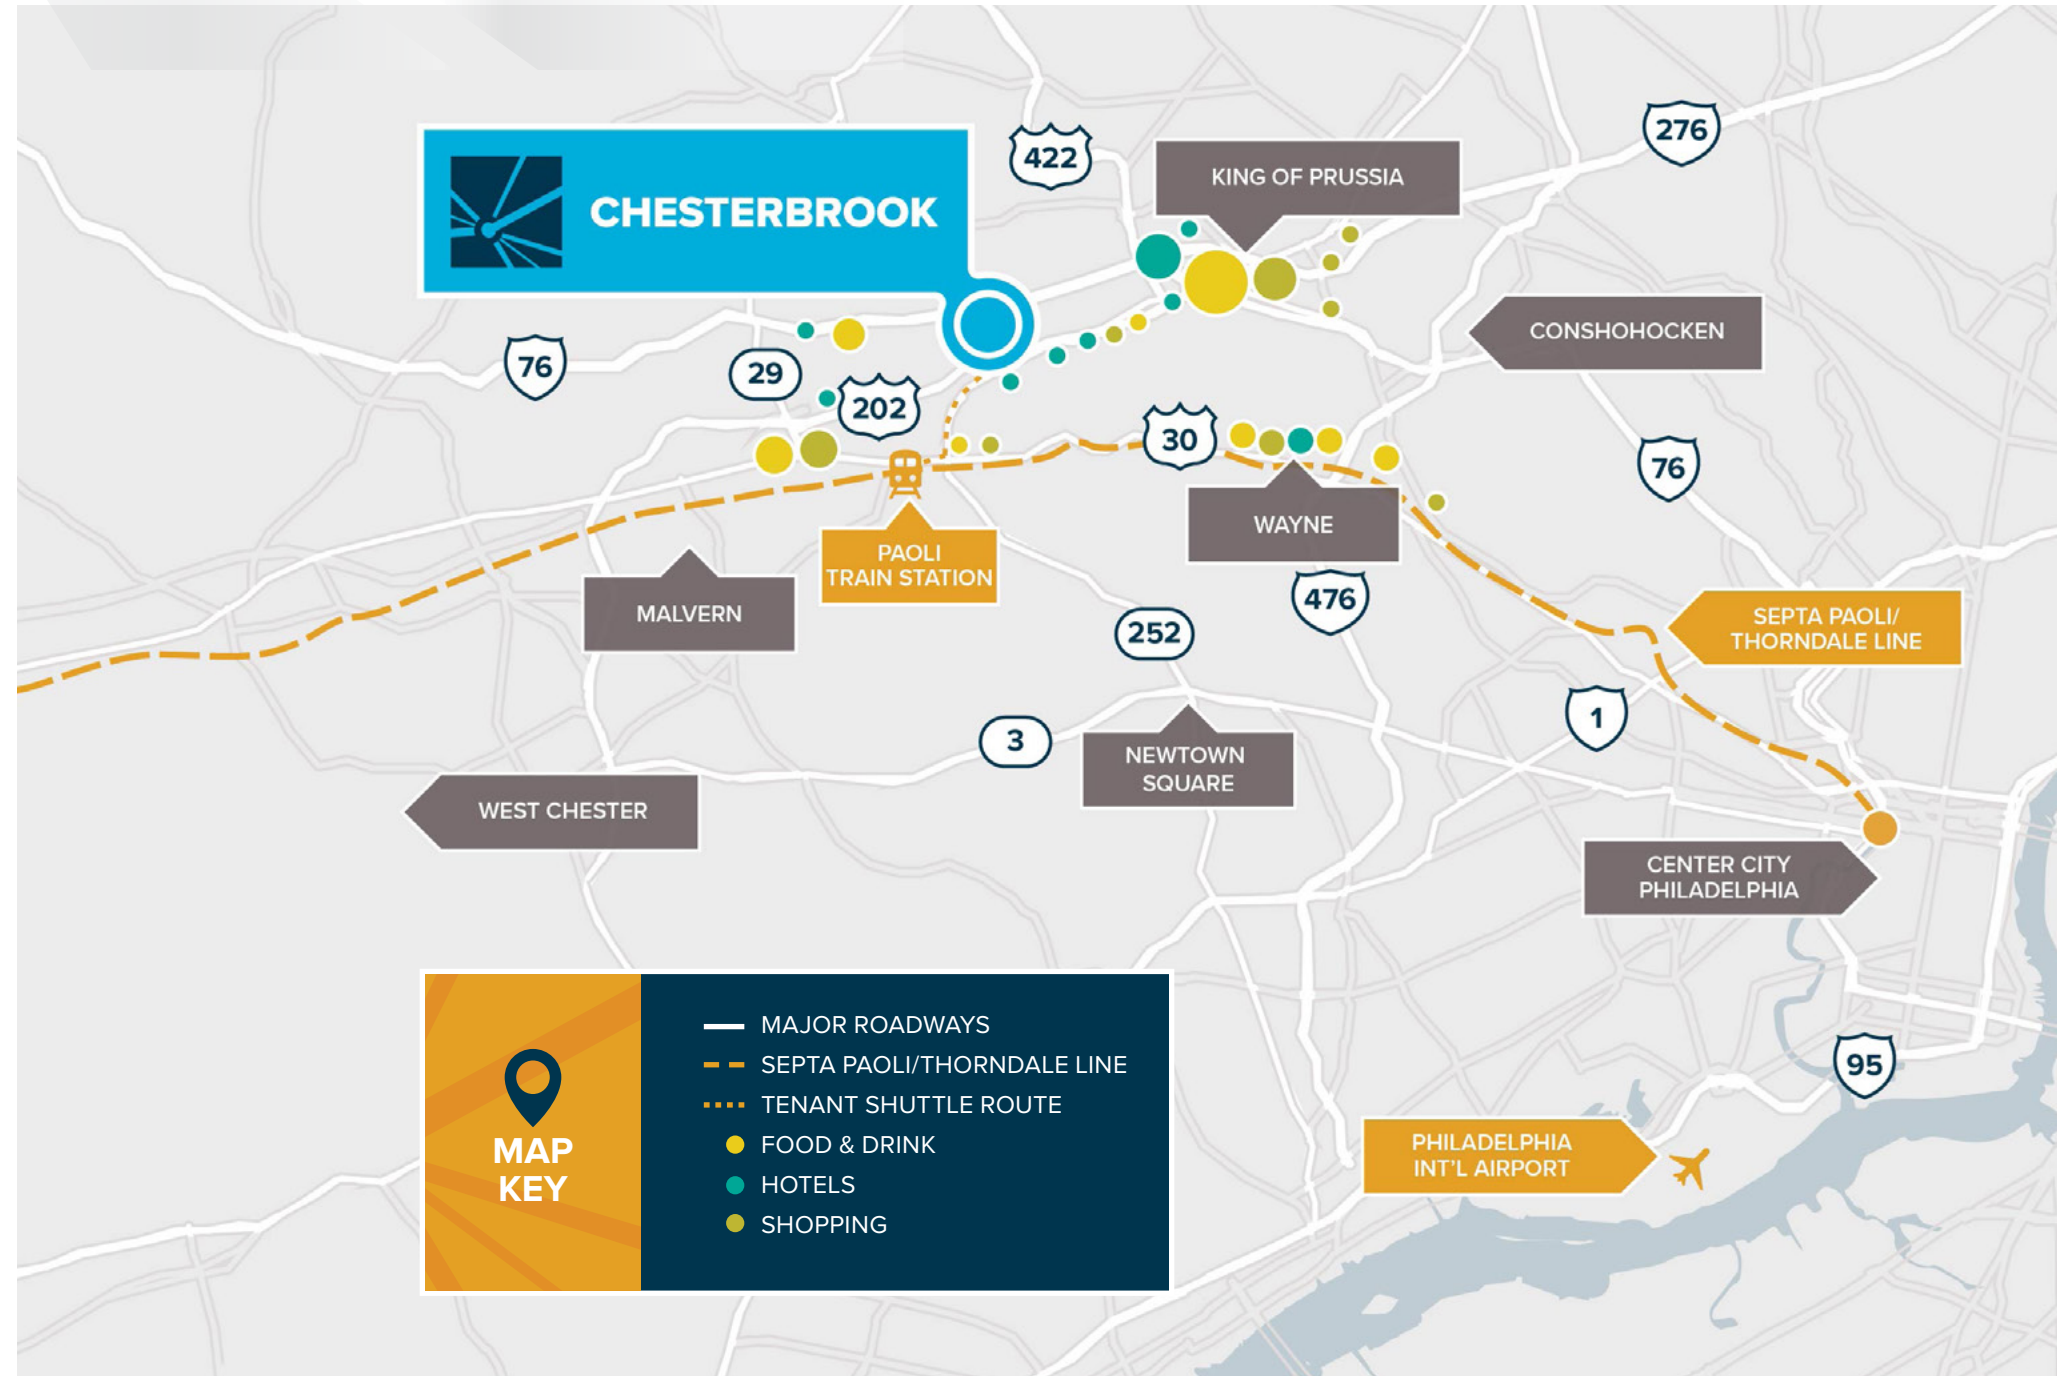 276
422
KING OF PRUSSIA
CHESTERBROOK
CONSHOHOCKEN
76
29
202
30
76
WAYNE
PAOLI
TRAIN STATION
MALVERN
476
252
SEPTA PAOLI/
THORNDALE LINE
1
3
NEWTOWN
SQUARE
WEST CHESTER
CENTER CITY
PHILADELPHIA
95
PHILADELPHIA
INT'L AIRPORT
MAP
KEY
MAJOR ROADWAYS
SEPTA PAOLI/THORNDALE LINE
TENANT SHUTTLE ROUTE
FOOD & DRINK
HOTELS
SHOPPING